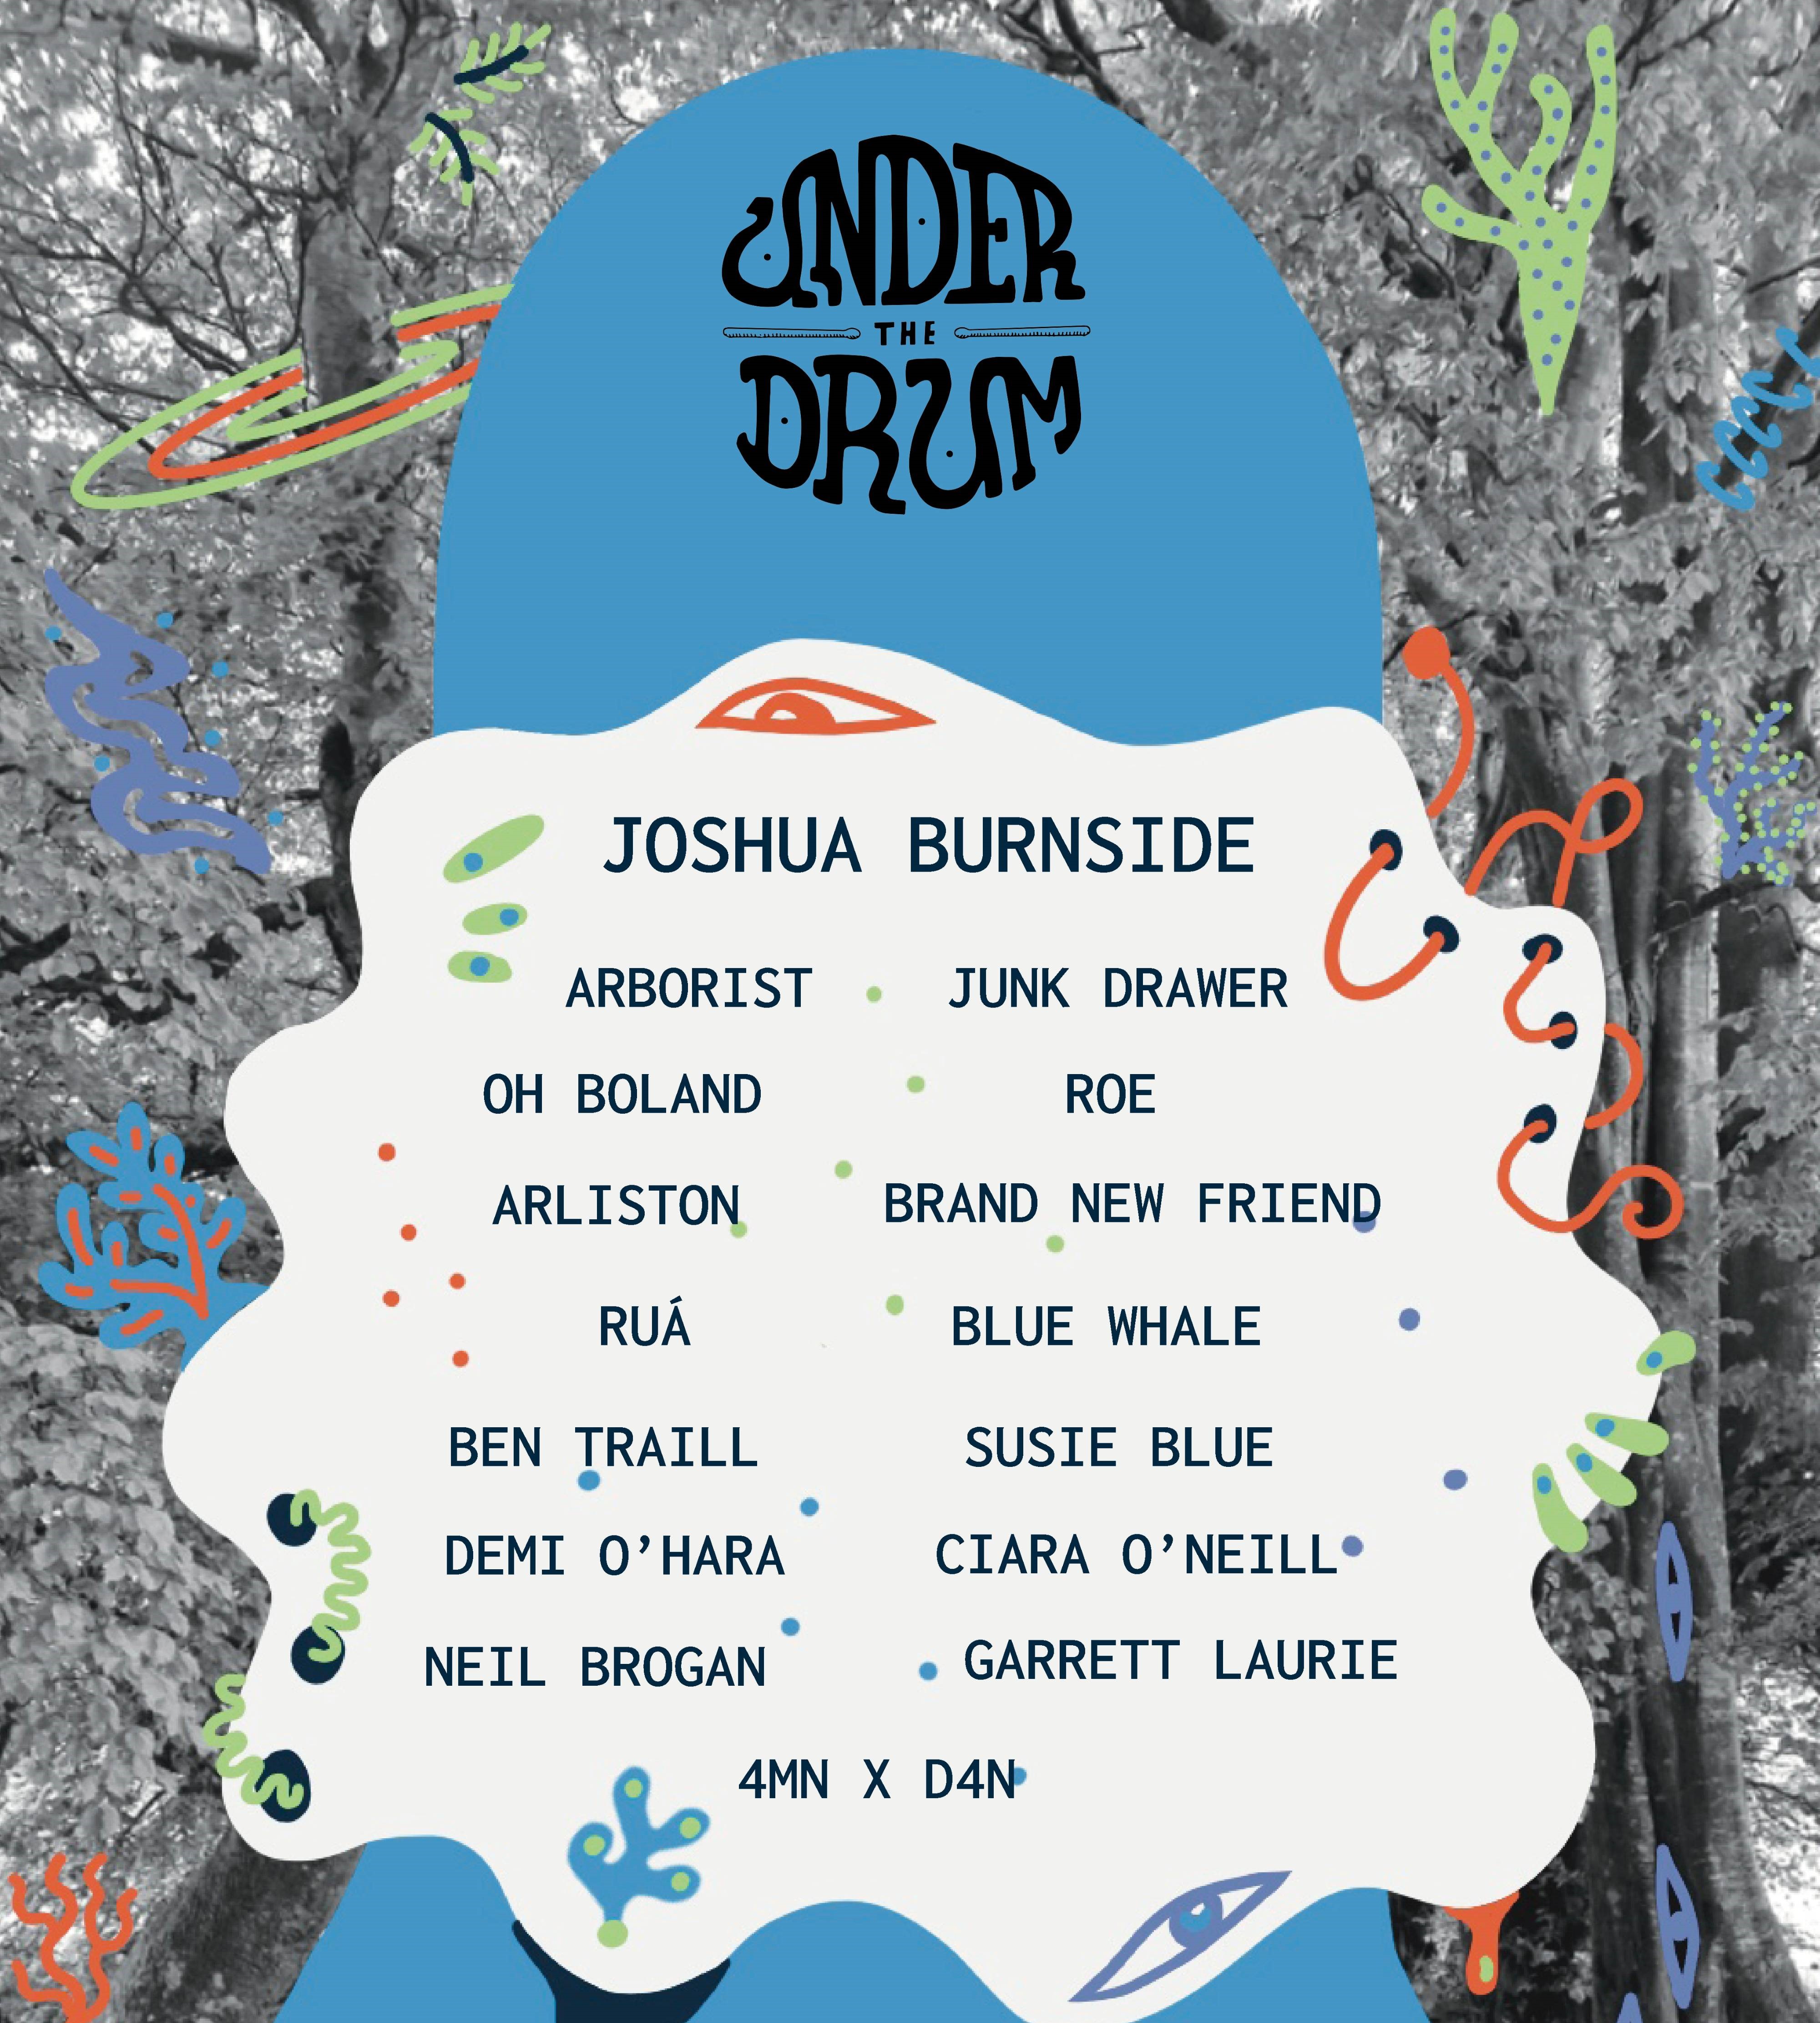 UNDER
THE
DRUM
JOSHUA BURNSIDE
ARBORIST JUNK DRAWER
OH BOLAND ROE
ARLISTON BRAND NEW FRIEND
RUÁ BLUE WHALE
BEN TRAILL SUSIE BLUE
DEMI O’HARA CIARA O’NEILL
NEIL BROGAN GARRETT LAURIE
4MN X D4N